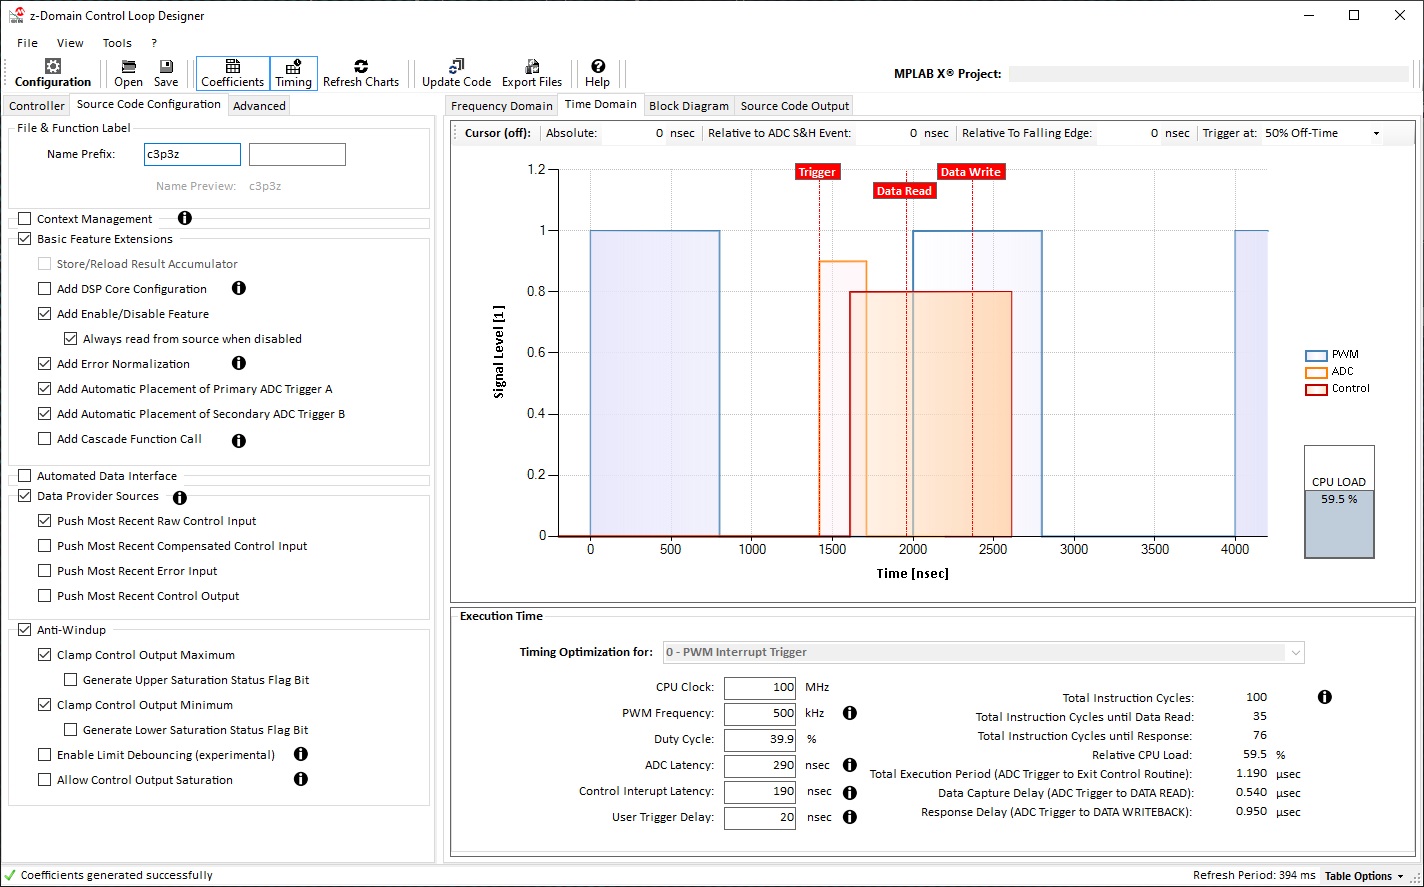 z-Domain Control Loop Designer
File View Tools ?
Configuration Open Save Coefficients Timing Refresh Charts Update Code Export Files Help MPLAB X® Project:
Controller Source Code Configuration Advanced
File & Function Label
Name Prefix: c3p3z
Name Preview: c3p3z
Context Management
Basic Feature Extensions
Store/Reload Result Accumulator
Add DSP Core Configuration
Add Enable/Disable Feature
Always read from source when disabled
Add Error Normalization
Add Automatic Placement of Primary ADC Trigger A
Add Automatic Placement of Secondary ADC Trigger B
Add Cascade Function Call
Automated Data Interface
Data Provider Sources
Push Most Recent Raw Control Input
Push Most Recent Compensated Control Input
Push Most Recent Error Input
Push Most Recent Control Output
Anti-Windup
Clamp Control Output Maximum
Generate Upper Saturation Status Flag Bit
Clamp Control Output Minimum
Generate Lower Saturation Status Flag Bit
Enable Limit Debouncing (experimental)
Allow Control Output Saturation
Frequency Domain Time Domain Block Diagram Source Code Output
Cursor (off): Absolute: 0 nsec Relative to ADC S&H Event: 0 nsec Relative To Falling Edge: 0 nsec Trigger at: 50% Off-Time
Trigger
Data Read
Data Write
1.2
1
0.8
0.6
0.4
0.2
0
Signal Level [1]
0 500 1000 1500 2000 2500 3000 3500 4000
Time [nsec]
PWM
ADC
Control
CPU LOAD
59.5 %
Execution Time
Timing Optimization for: 0 - PWM Interrupt Trigger
CPU Clock: 100 MHz
PWM Frequency: 500 kHz
Duty Cycle: 39.9 %
ADC Latency: 290 nsec
Control Interupt Latency: 190 nsec
User Trigger Delay: 20 nsec
Total Instruction Cycles: 100
Total Instruction Cycles until Data Read: 35
Total Instruction Cycles until Response: 76
Relative CPU Load: 59.5 %
Total Execution Period (ADC Trigger to Exit Control Routine): 1.190 µsec
Data Capture Delay (ADC Trigger to DATA READ): 0.540 µsec
Response Delay (ADC Trigger to DATA WRITEBACK): 0.950 µsec
Coefficients generated successfully
Refresh Period: 394 ms Table Options